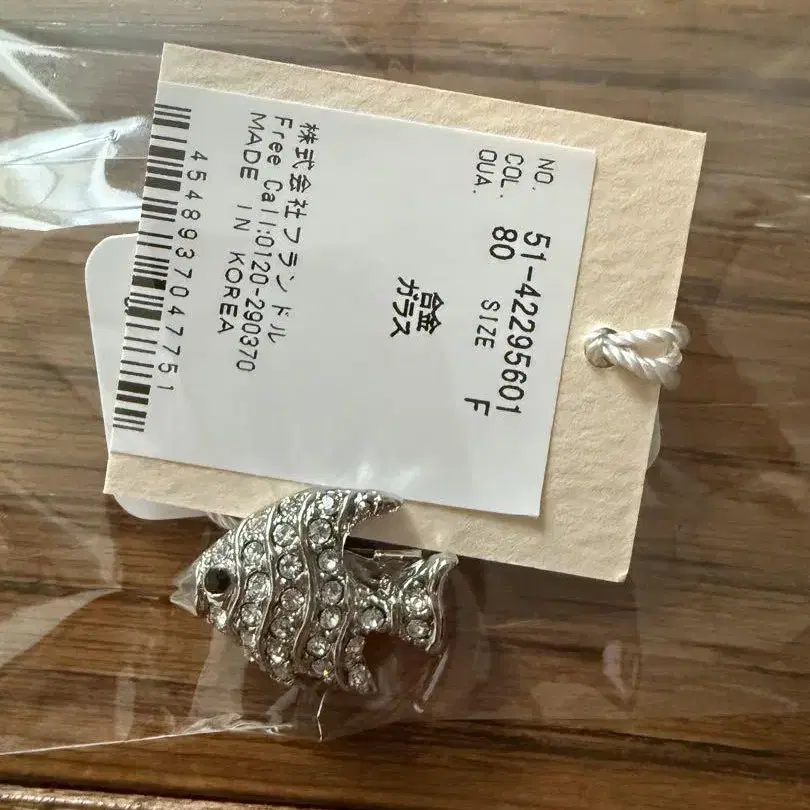 NO. 51-42295601
COL. 80 SIZE F
QUA.
合金
ガラス
株式会社フランドル
Free Call:0120-290370
MADE IN KOREA
4548937047751